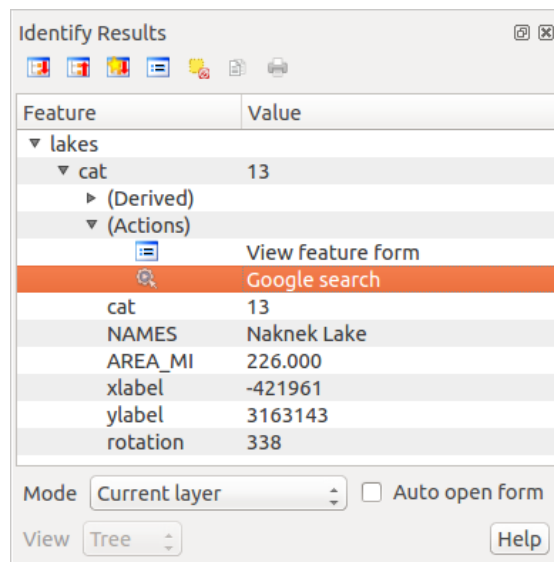 Identify Results
Feature Value
lakes
cat 13
(Derived)
(Actions)
View feature form
Google search
cat 13
NAMES Naknek Lake
AREA_MI 226.000
xlabel -421961
ylabel 3163143
rotation 338
Mode Current layer Auto open form
View Tree Help